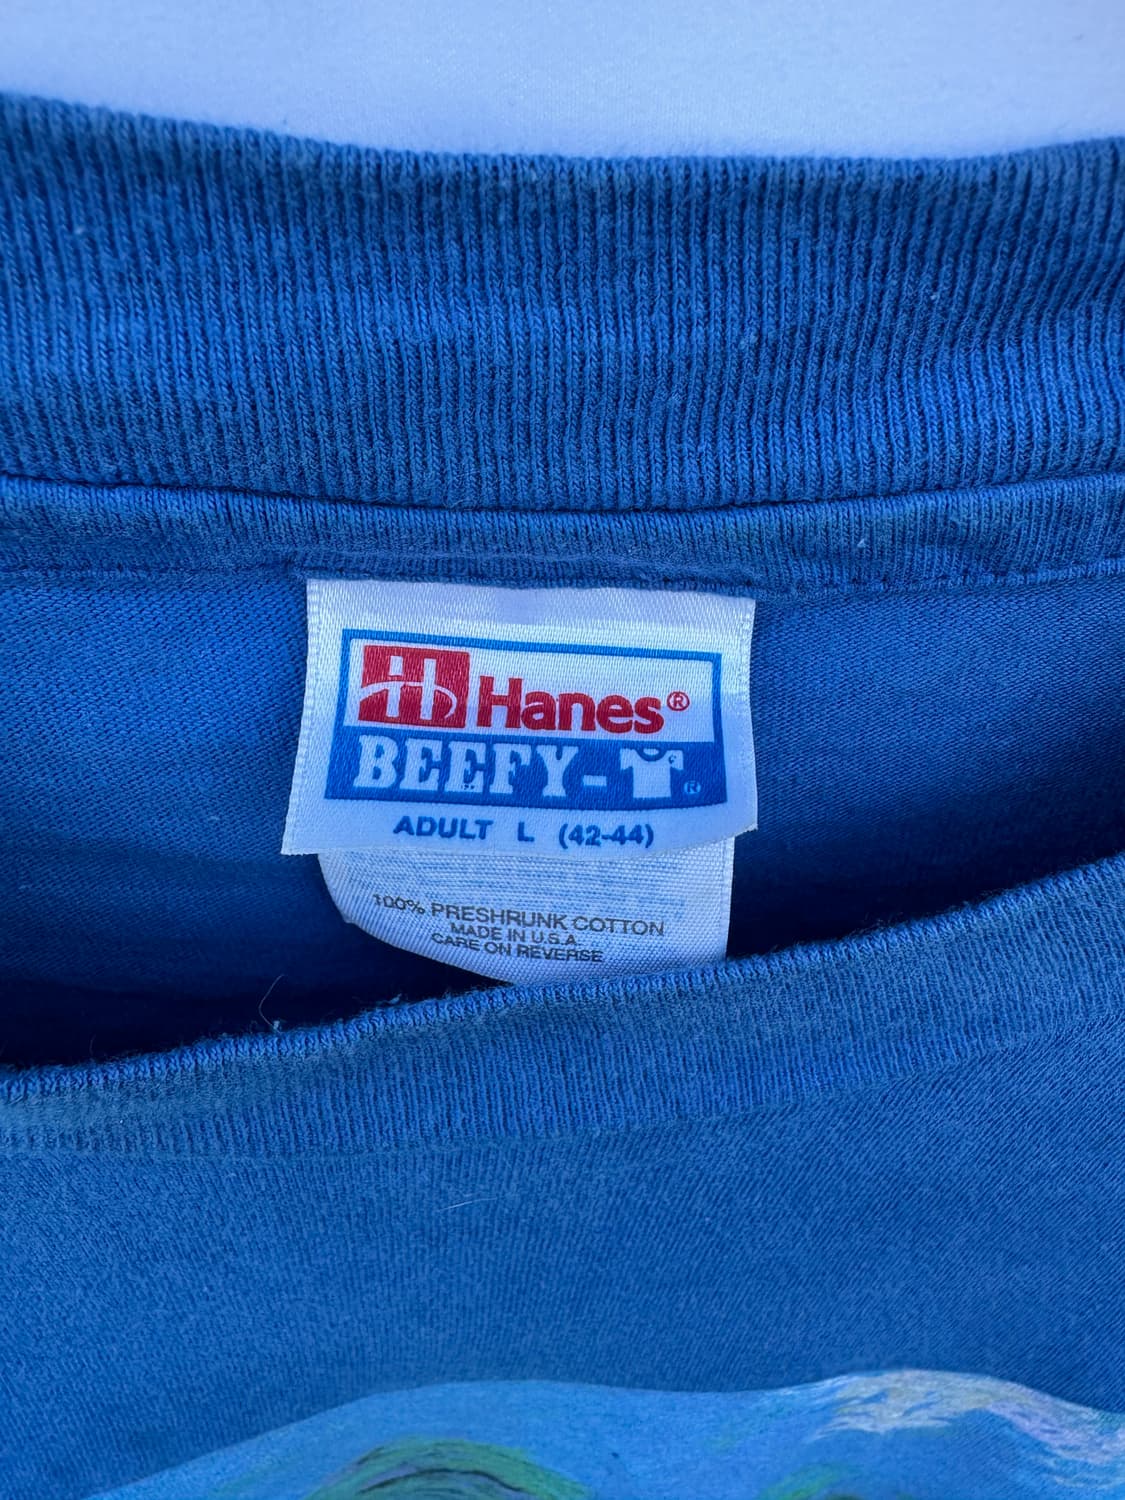 Hanes®
BEEFY-T®
ADULT L (42-44)
100% PRESHRUNK COTTON
MADE IN U.S.A.
CARE ON REVERSE